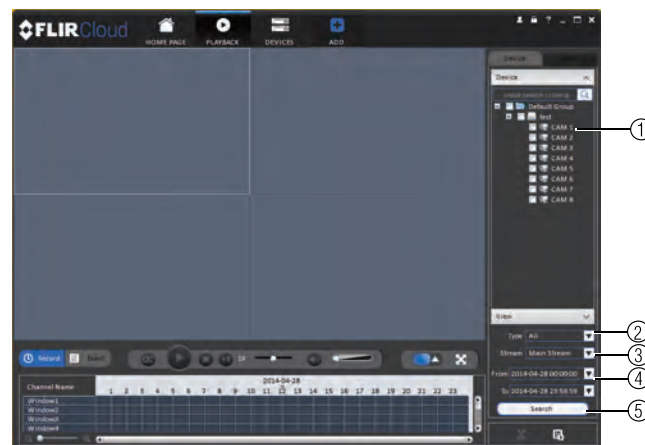 FLIR Cloud
HOME PAGE
PLAYBACK
DEVICES
ADD
Device
Device
Default Group
test
CAM 1
CAM 2
CAM 3
CAM 4
CAM 5
CAM 6
CAM 7
CAM 8
View
Type All
Stream Main Stream
From 2014-04-28 00:00:00
To 2014-04-28 23:59:59
Search
1
2
3
4
5
Record
Event
1X
2014-04-28
Channel Name
1 2 3 4 5 6 7 8 9 10 11 12 13 14 15 16 17 18 19 20 21 22 23
Window1
Window2
Window3
Window4